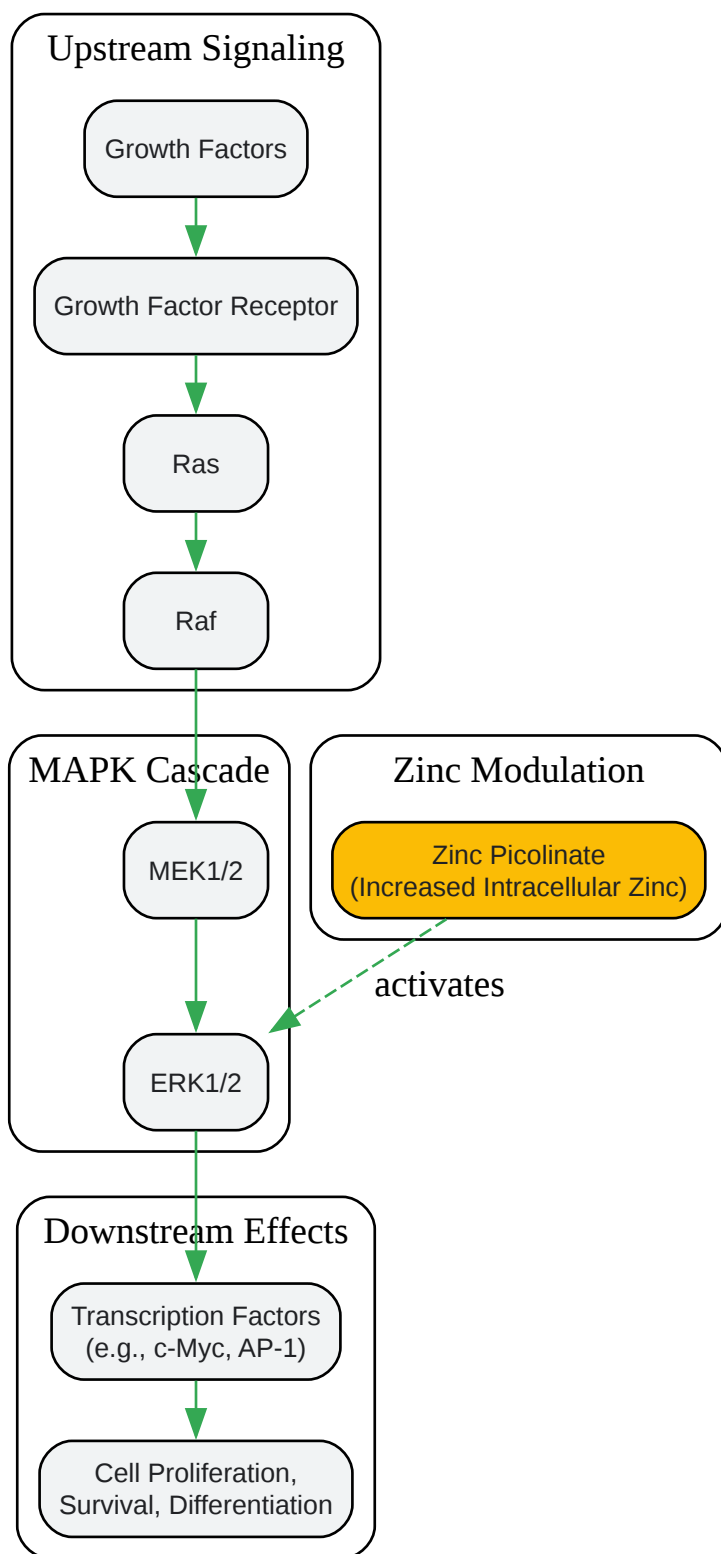 Upstream Signaling
Growth Factors
Growth Factor Receptor
Ras
Raf
MAPK Cascade
MEK1/2
Zinc Modulation
Zinc Picolinate
(Increased Intracellular Zinc)
activates
ERK1/2
Downstream Effects
Transcription Factors
(e.g., c-Myc, AP-1)
Cell Proliferation,
Survival, Differentiation